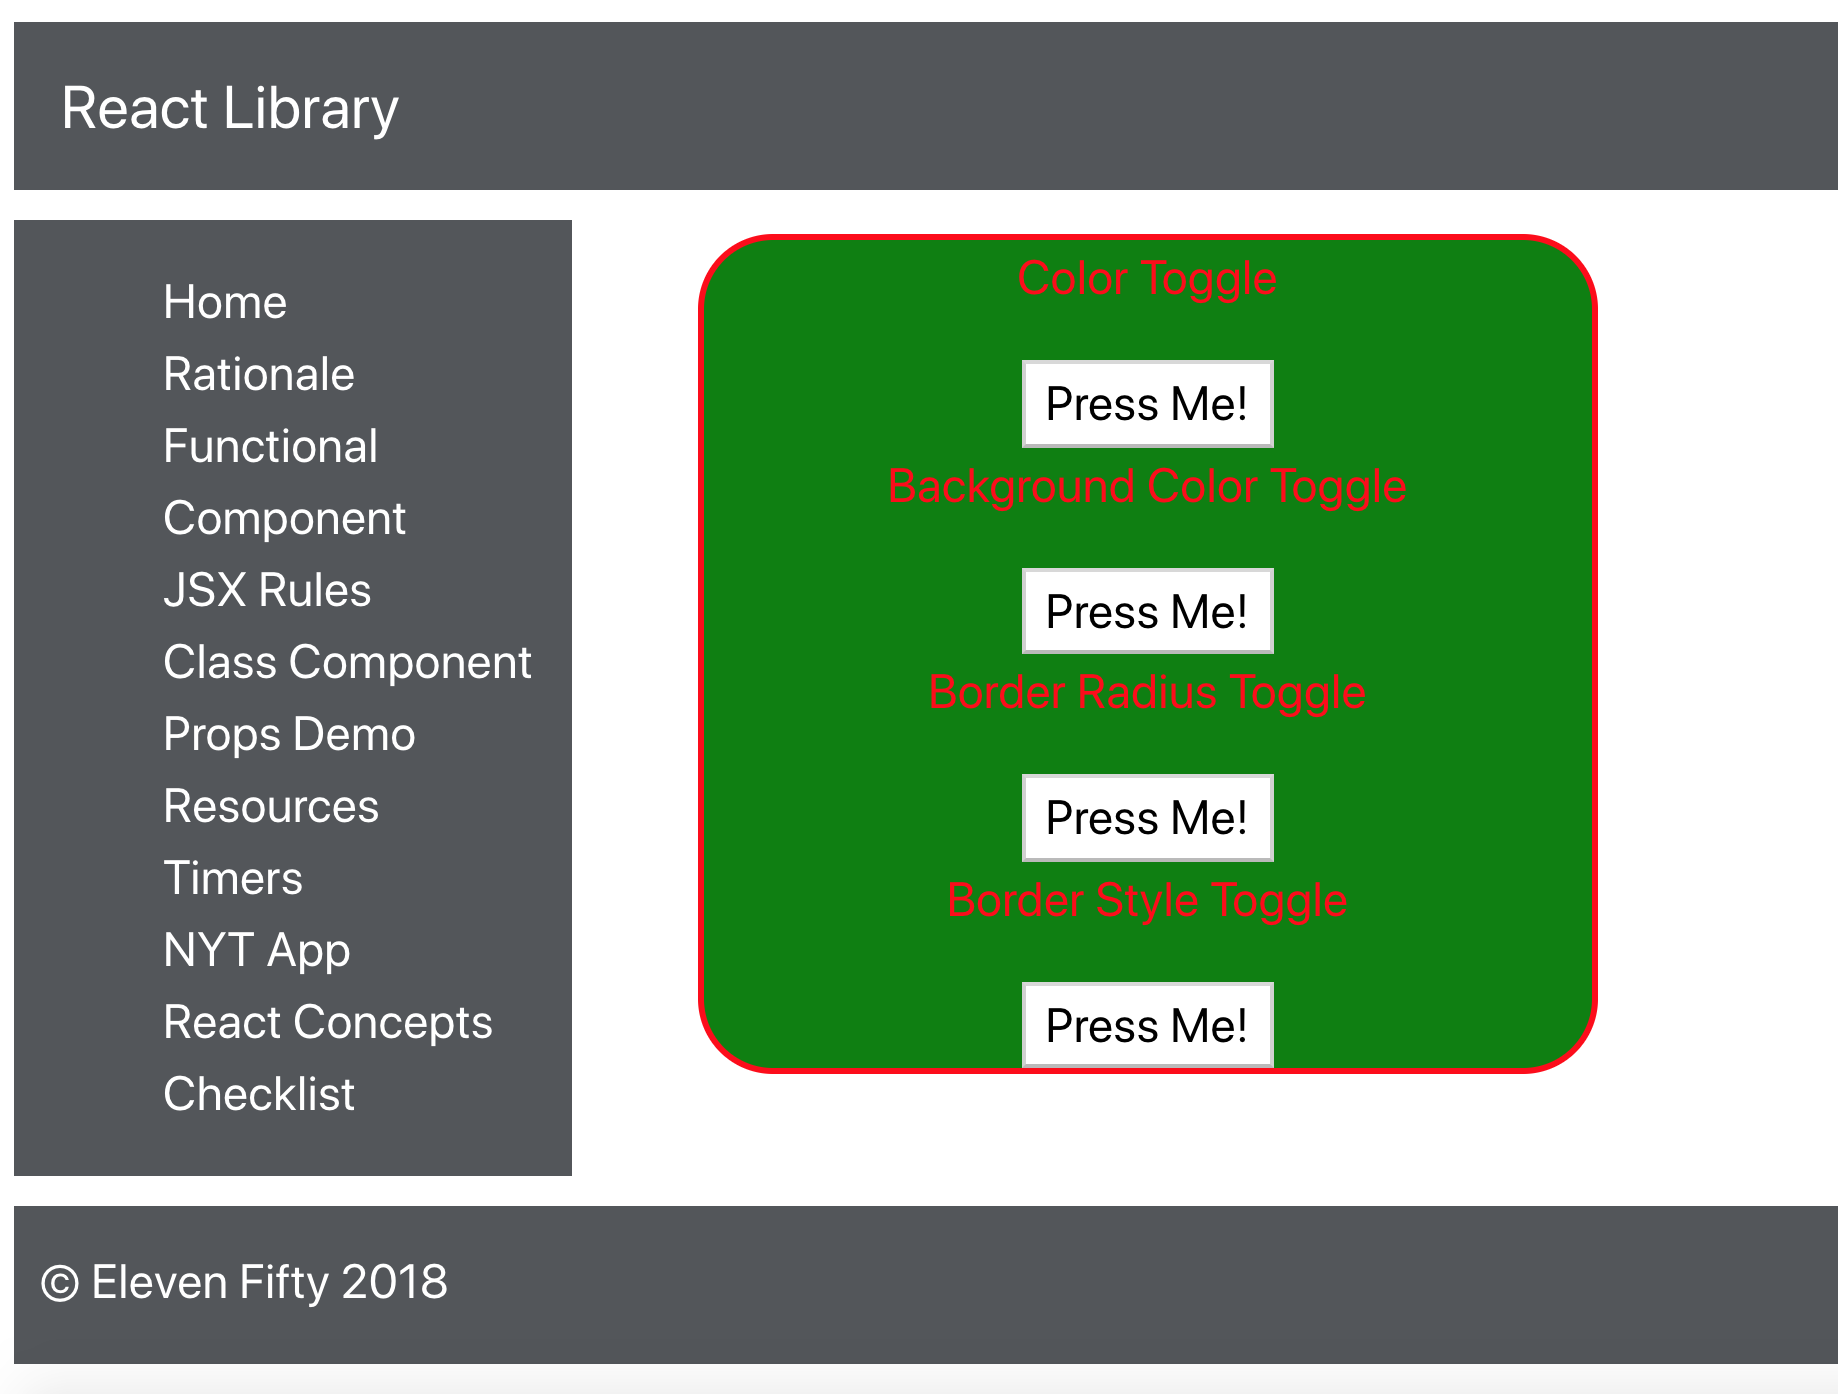 React Library
Home
Rationale
Functional
Component
JSX Rules
Class Component
Props Demo
Resources
Timers
NYT App
React Concepts
Checklist
Color Toggle
Press Me!
Background Color Toggle
Press Me!
Border Radius Toggle
Press Me!
Border Style Toggle
Press Me!
© Eleven Fifty 2018